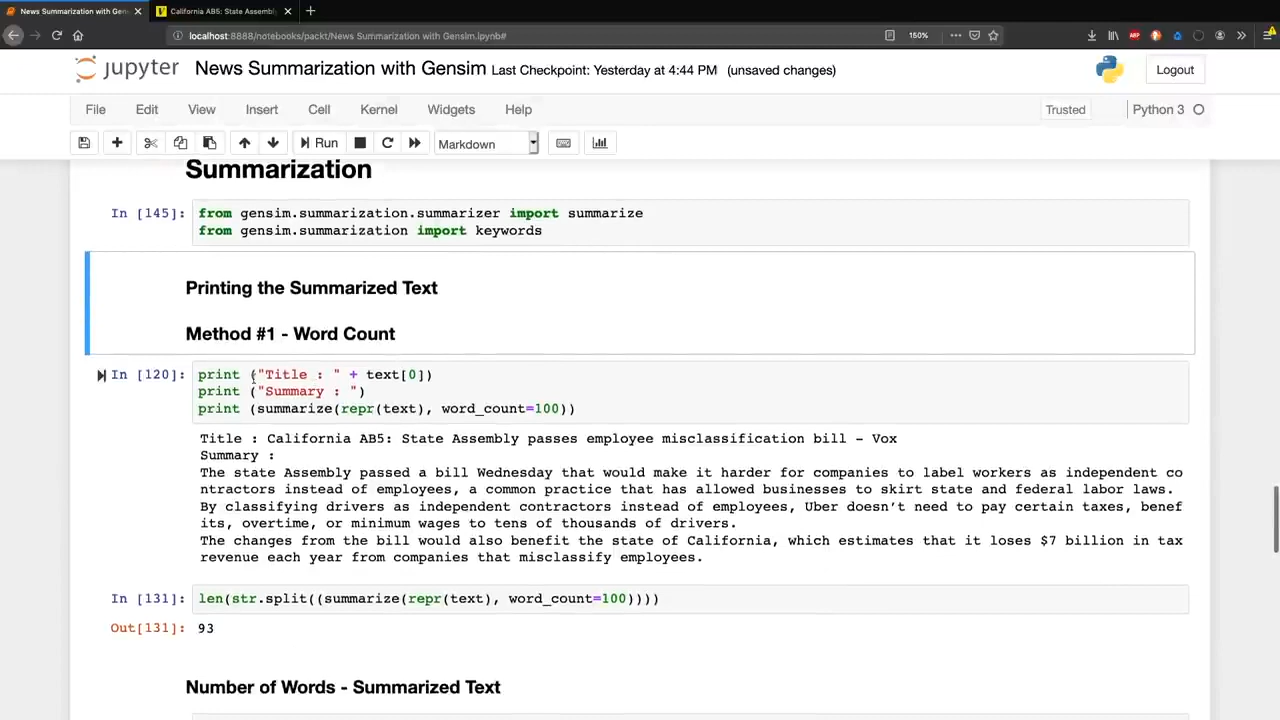 News Summarization with Gens
California AB5: State Assembl
localhost:8888/notebooks/packt/News Summarization with Gensim.ipynb#
150%
ABP
jupyter News Summarization with Gensim Last Checkpoint: Yesterday at 4:44 PM (unsaved changes)
Logout
File Edit View Insert Cell Kernel Widgets Help
Trusted Python 3
Run Markdown
Summarization
In [145]: from gensim.summarization.summarizer import summarize
from gensim.summarization import keywords
Printing the Summarized Text
Method #1 - Word Count
In [120]: print ("Title : " + text[0])
print ("Summary : ")
print (summarize(repr(text), word_count=100))
Title : California AB5: State Assembly passes employee misclassification bill - Vox
Summary :
The state Assembly passed a bill Wednesday that would make it harder for companies to label workers as independent co
ntractors instead of employees, a common practice that has allowed businesses to skirt state and federal labor laws.
By classifying drivers as independent contractors instead of employees, Uber doesn’t need to pay certain taxes, benef
its, overtime, or minimum wages to tens of thousands of drivers.
The changes from the bill would also benefit the state of California, which estimates that it loses $7 billion in tax
revenue each year from companies that misclassify employees.
In [131]: len(str.split((summarize(repr(text), word_count=100))))
Out[131]: 93
Number of Words - Summarized Text